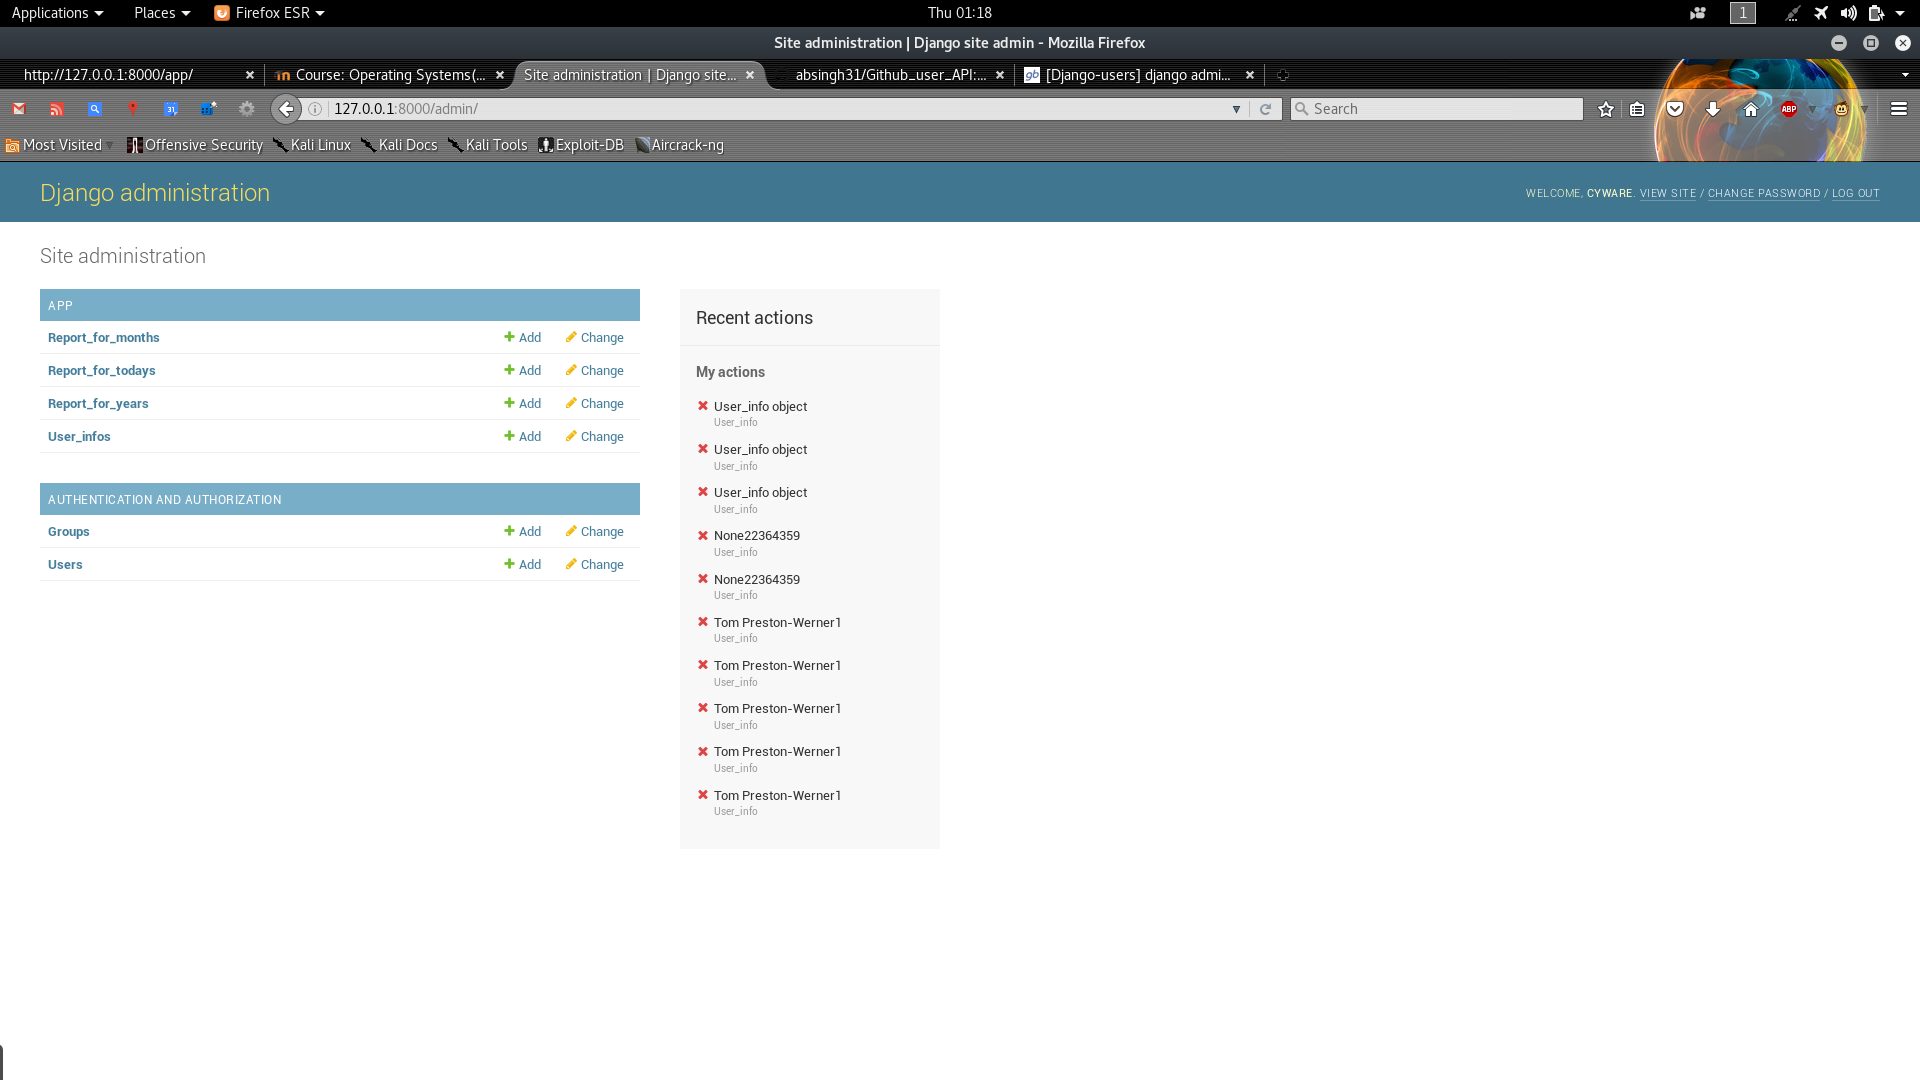 Applications Places Firefox ESR Thu 01:18 1
Site administration | Django site admin - Mozilla Firefox
http://127.0.0.1:8000/app/ Course: Operating Systems(... Site administration | Django site... absingh31/Github_user_API:... gb [Django-users] django admi...
31 127.0.0.1:8000/admin/ Search ABP
Most Visited Offensive Security Kali Linux Kali Docs Kali Tools Exploit-DB Aircrack-ng
Django administration WELCOME, CYWARE. VIEW SITE / CHANGE PASSWORD / LOG OUT
Site administration
APP
Report_for_months Add Change
Report_for_todays Add Change
Report_for_years Add Change
User_infos Add Change
AUTHENTICATION AND AUTHORIZATION
Groups Add Change
Users Add Change
Recent actions
My actions
User_info object
User_info
User_info object
User_info
User_info object
User_info
None22364359
User_info
None22364359
User_info
Tom Preston-Werner1
User_info
Tom Preston-Werner1
User_info
Tom Preston-Werner1
User_info
Tom Preston-Werner1
User_info
Tom Preston-Werner1
User_info